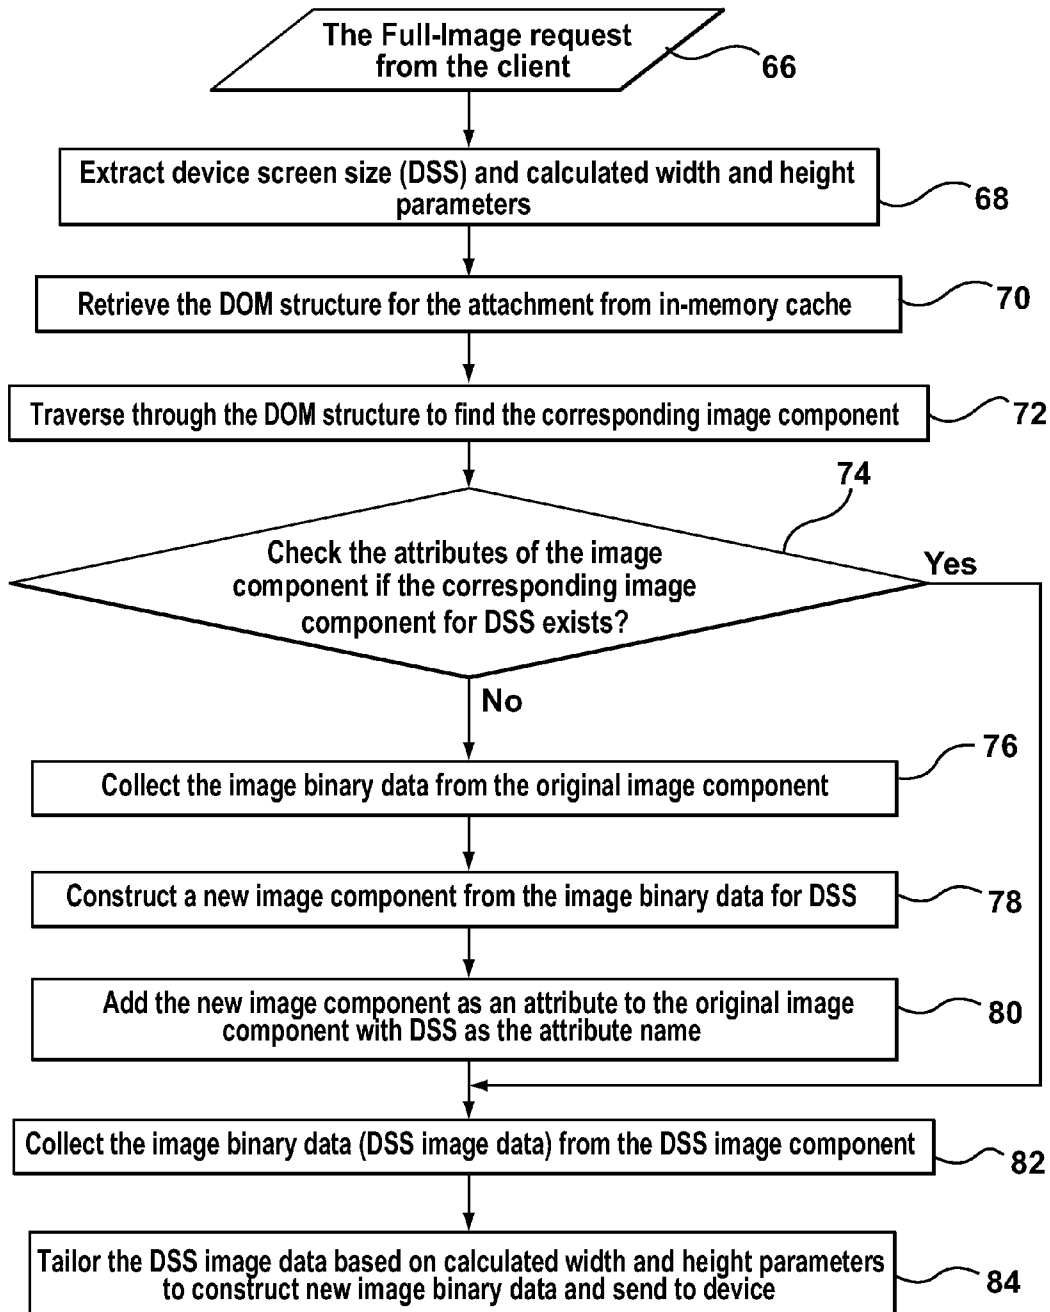 The Full-Image request
from the client
66
Extract device screen size (DSS) and calculated width and height
parameters
68
Retrieve the DOM structure for the attachment from in-memory cache
70
Traverse through the DOM structure to find the corresponding image component
72
74
Check the attributes of the image
component if the corresponding image
component for DSS exists?
Yes
No
76
Collect the image binary data from the original image component
Construct a new image component from the image binary data for DSS
78
Add the new image component as an attribute to the original image
component with DSS as the attribute name
80
Collect the image binary data (DSS image data) from the DSS image component
82
Tailor the DSS image data based on calculated width and height parameters
to construct new image binary data and send to device
84